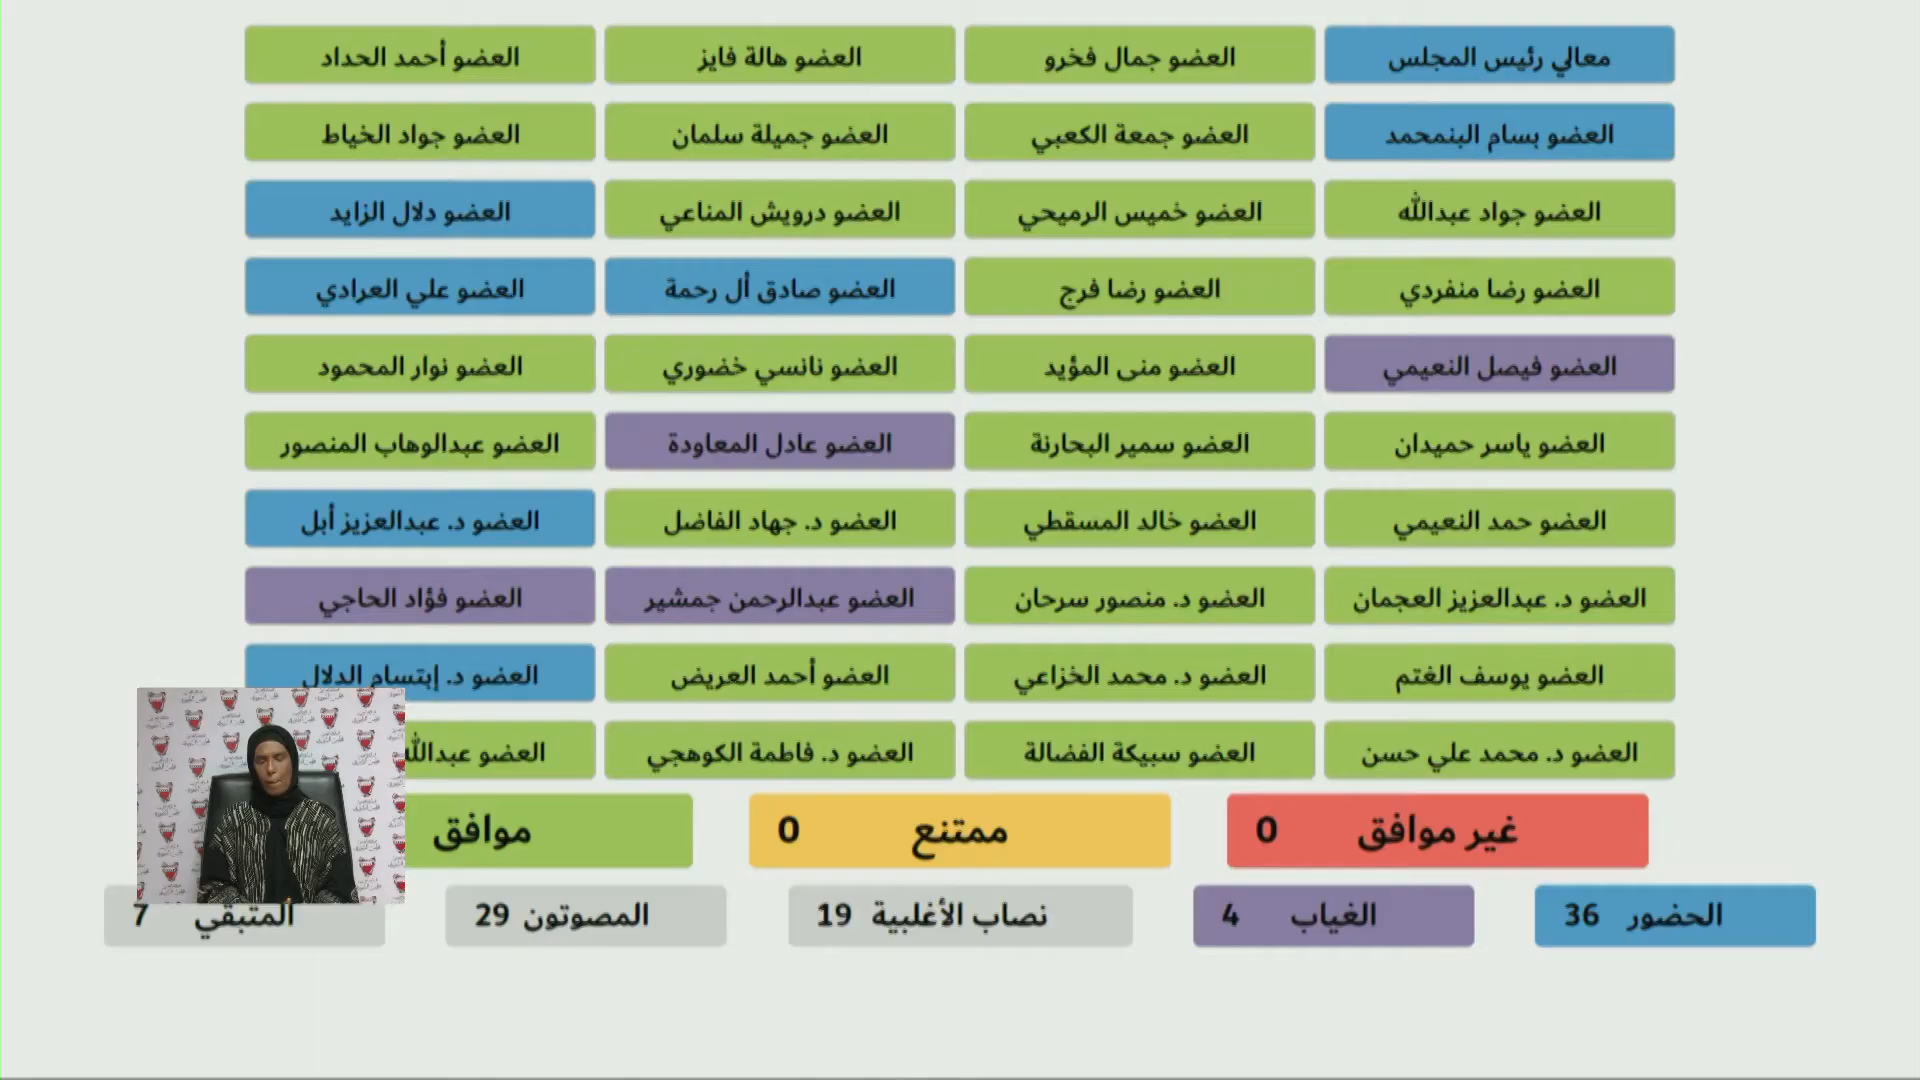 معالي رئيس المجلس العضو جمال فخرو العضو هالة فايز العضو أحمد الحداد
العضو بسام البنمحمد العضو جمعة الكعبي العضو جميلة سلمان العضو جواد الخياط
العضو جواد عبدالله العضو خميس الرميحي العضو درويش المناعي العضو دلال الزايد
العضو رضا منفردي العضو رضا فرج العضو صادق أل رحمة العضو علي العرادي
العضو فيصل النعيمي العضو منى المؤيد العضو نانسي خضوري العضو نوار المحمود
العضو ياسر حميدان العضو سمير البحارنة العضو عادل المعاودة العضو عبدالوهاب المنصور
العضو حمد النعيمي العضو خالد المسقطي العضو د. جهاد الفاضل العضو د. عبدالعزيز أبل
العضو د. عبدالعزيز العجمان العضو د. منصور سرحان العضو عبدالرحمن جمشير العضو فؤاد الحاجي
العضو يوسف الغتم العضو د. محمد الخزاعي العضو أحمد العريض العضو د. إبتسام الدلال
العضو د. محمد علي حسن العضو سبيكة الفضالة العضو د. فاطمة الكوهجي العضو عبدالله
غير موافق 0 ممتنع 0 موافق
الحضور 36 الغياب 4 نصاب الأغلبية 19 المصوتون 29 المتبقي 7